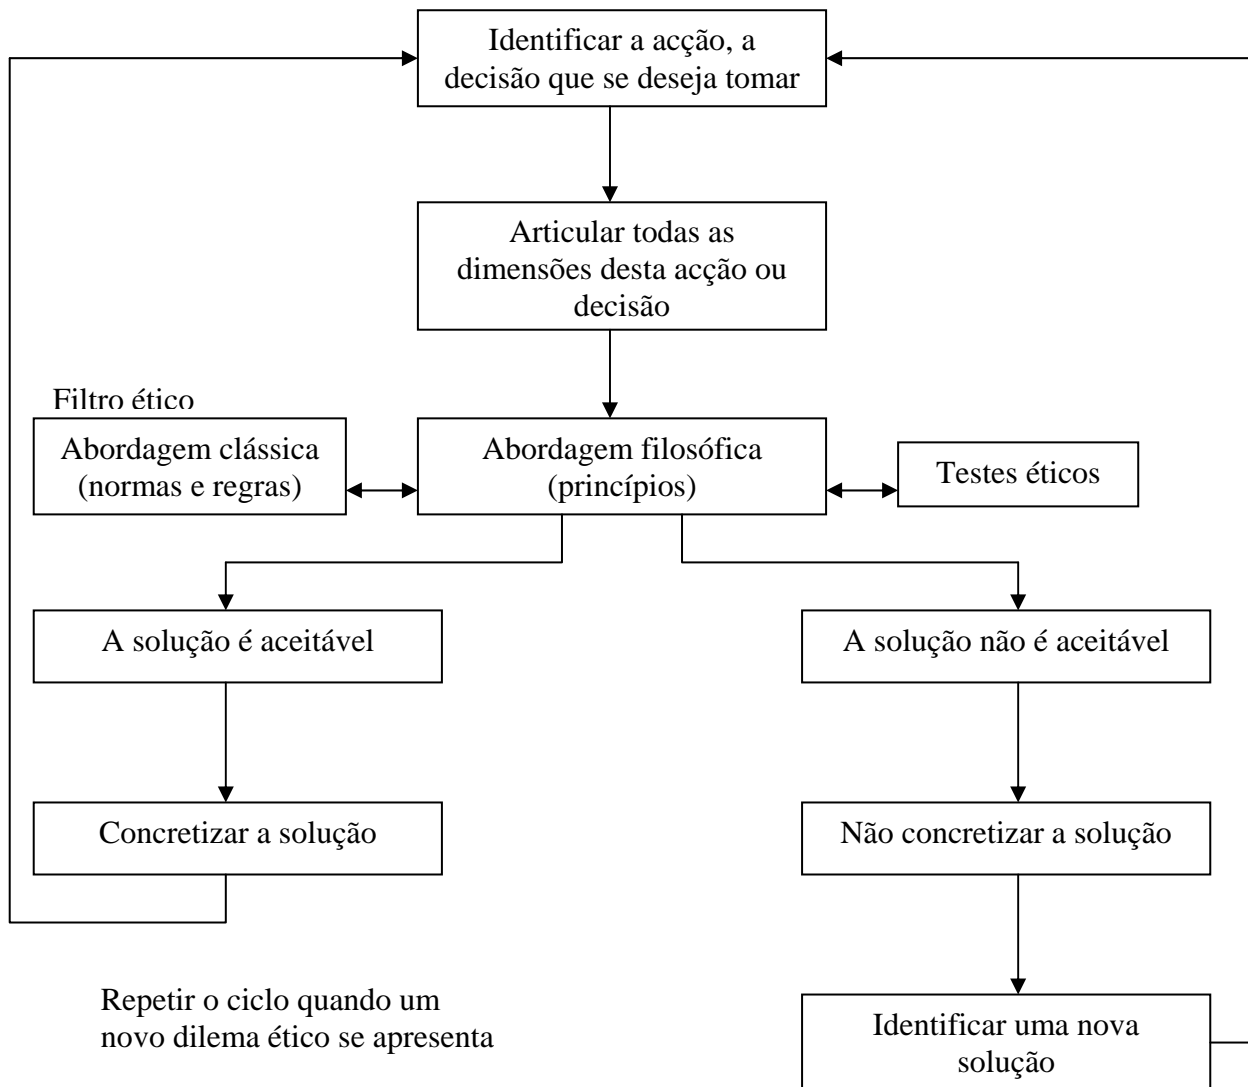 Identificar a acção, a
decisão que se deseja tomar
Articular todas as
dimensões desta acção ou
decisão
Filtro ético
Abordagem clássica
(normas e regras)
Abordagem filosófica
(princípios)
Testes éticos
A solução é aceitável
A solução não é aceitável
Concretizar a solução
Não concretizar a solução
Repetir o ciclo quando um
novo dilema ético se apresenta
Identificar uma nova
solução